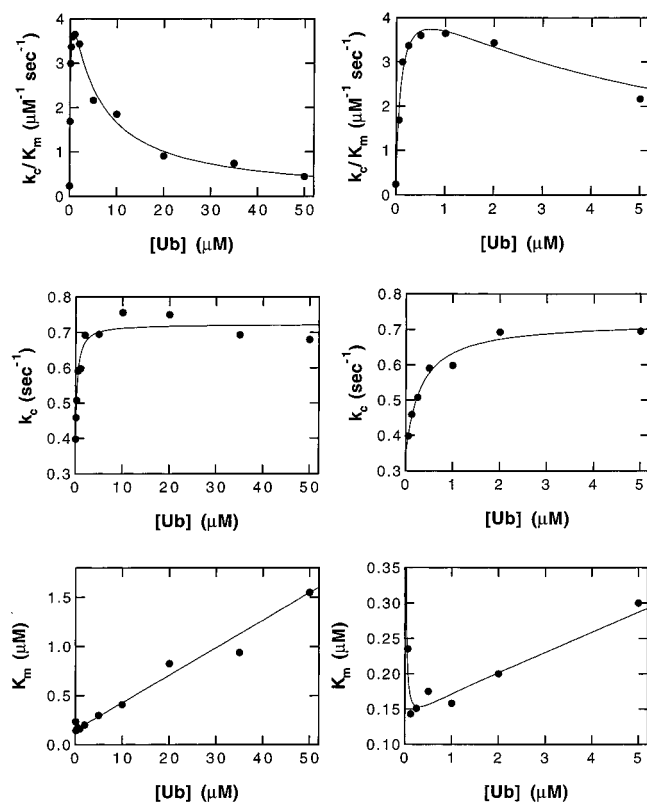 4
3
2
1
0
k_c/K_m (μM⁻¹ sec⁻¹)
0 10 20 30 40 50
[Ub] (μM)
4
3
2
1
0
k_c/K_m (μM⁻¹ sec⁻¹)
0 1 2 3 4 5
[Ub] (μM)
0.8
0.7
0.6
0.5
0.4
0.3
k_c (sec⁻¹)
0 10 20 30 40 50
[Ub] (μM)
0.8
0.7
0.6
0.5
0.4
0.3
k_c (sec⁻¹)
0 1 2 3 4 5
[Ub] (μM)
1.5
1.0
0.5
0.0
K_m (μM)
0 10 20 30 40 50
[Ub] (μM)
0.35
0.30
0.25
0.20
0.15
0.10
K_m (μM)
0 1 2 3 4 5
[Ub] (μM)